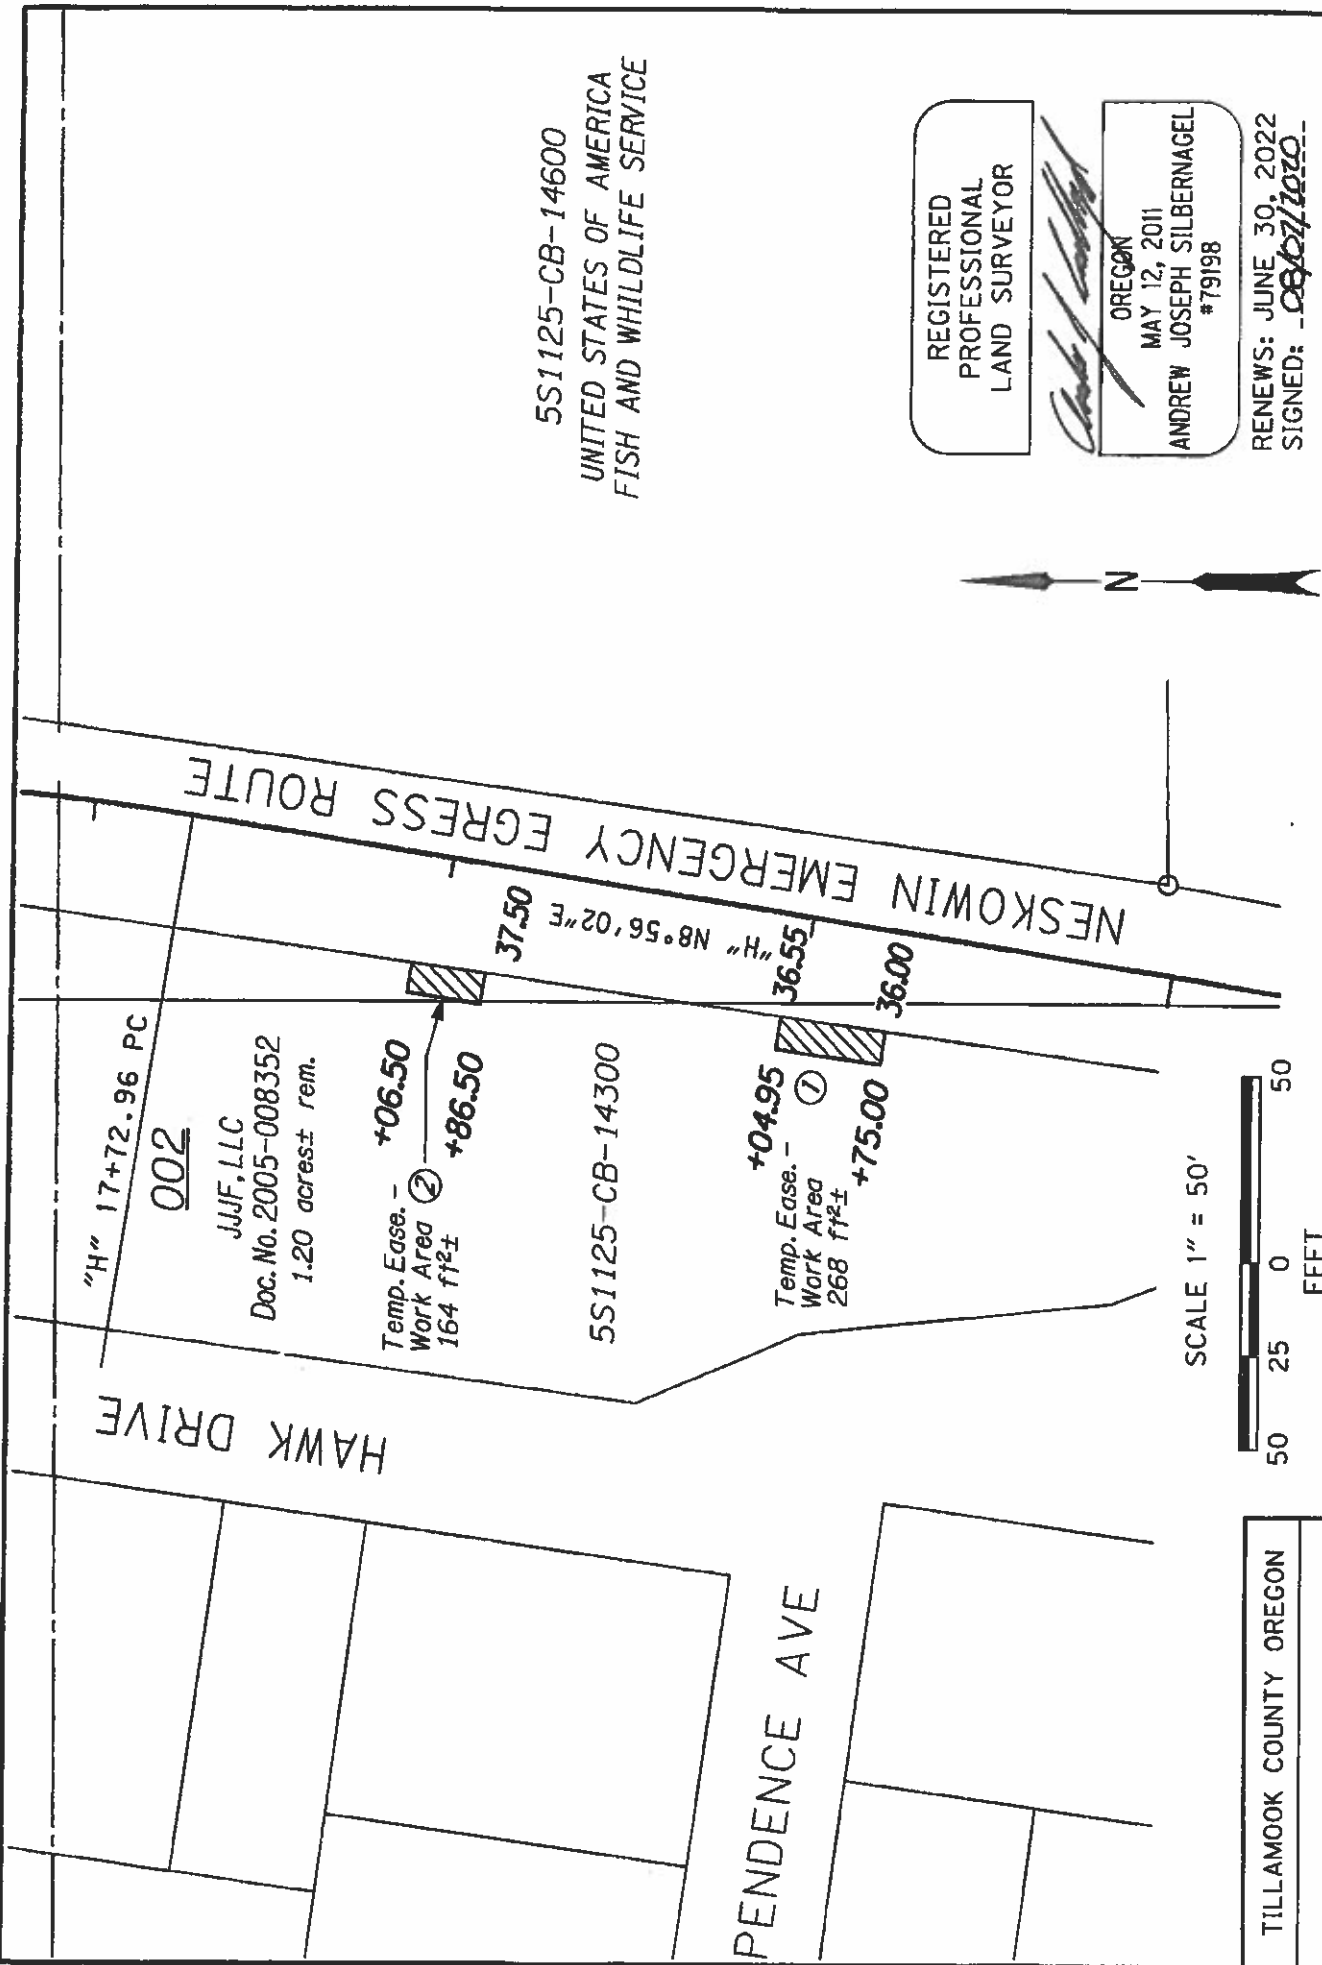 5S1125-CB-14600
UNITED STATES OF AMERICA
FISH AND WHILDLIFE SERVICE
"H" 17+72.96 PC
002
JJJF, LLC
Doc. No. 2005-008352
1.20 acres± rem.
+06.50
Temp. Ease. -
Work Area ②
164 ft²±
+86.50
37.50
5S1125-CB-14300
"H" N8°56'02"E
NESKOWIN EMERGENCY EGRESS ROUTE
+04.95
36.55
Temp. Ease. -
Work Area ①
268 ft²±
+75.00
36.00
HAWK DRIVE
PENDENCE AVE
REGISTERED
PROFESSIONAL
LAND SURVEYOR
OREGON
MAY 12, 2011
ANDREW JOSEPH SILBERNAGEL
#79198
RENEWS: JUNE 30, 2022
SIGNED:
N
SCALE 1" = 50'
50 25 0 50
FEET
TILLAMOOK COUNTY OREGON